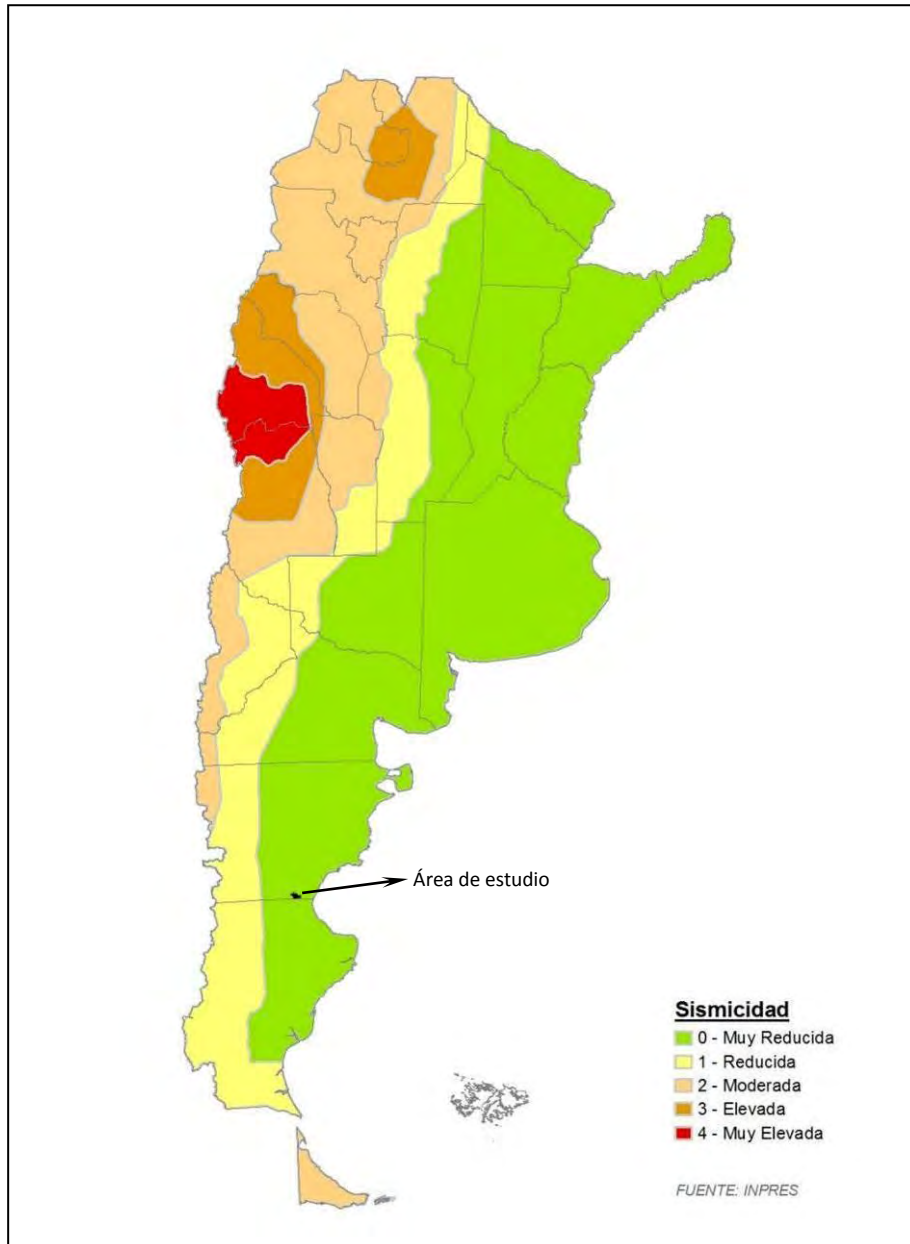 Área de estudio
Sismicidad
0 - Muy Reducida
1 - Reducida
2 - Moderada
3 - Elevada
4 - Muy Elevada
FUENTE: INPRES